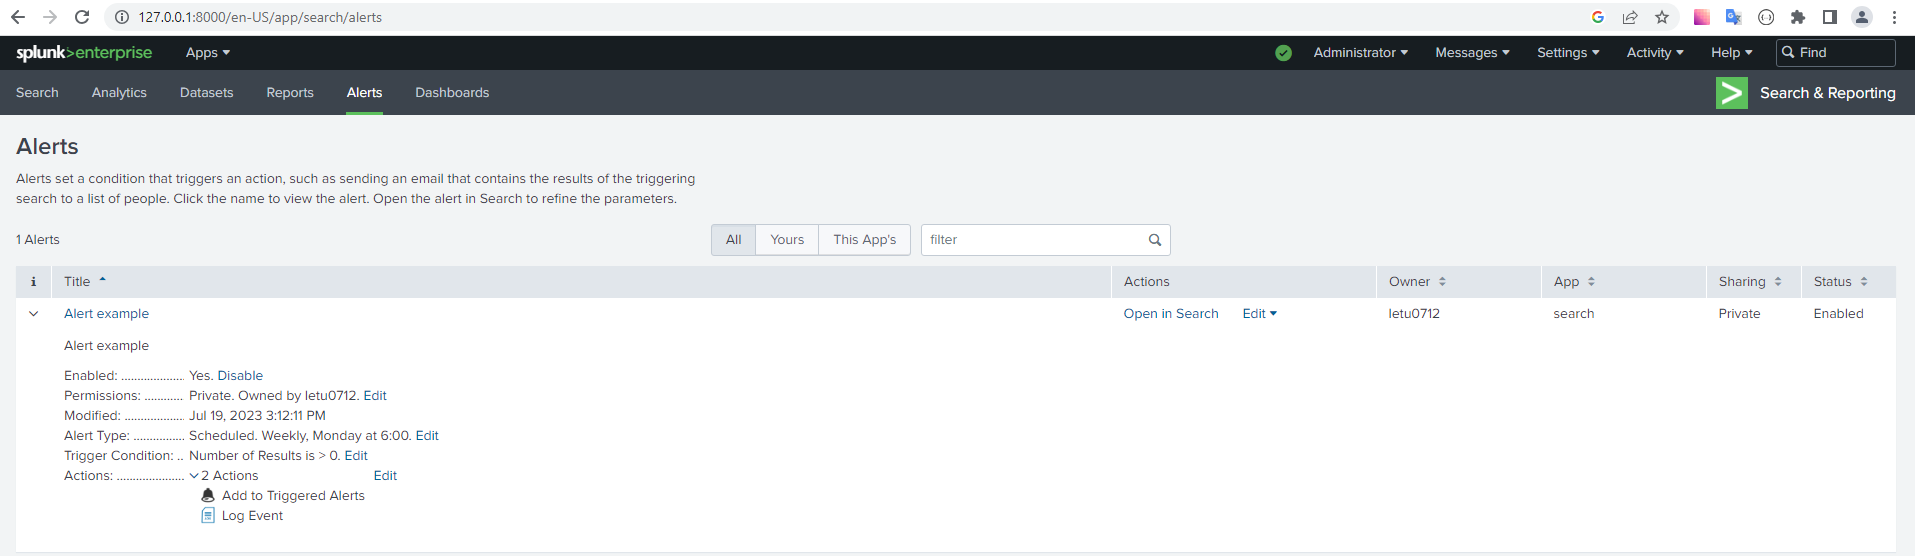 127.0.0.1:8000/en-US/app/search/alerts
splunk>enterprise Apps Administrator Messages Settings Activity Help Find
Search Analytics Datasets Reports Alerts Dashboards Search & Reporting
Alerts
Alerts set a condition that triggers an action, such as sending an email that contains the results of the triggering
search to a list of people. Click the name to view the alert. Open the alert in Search to refine the parameters.
1 Alerts All Yours This App's filter
i Title Actions Owner App Sharing Status
Alert example Open in Search Edit letu0712 search Private Enabled
Alert example
Enabled: ................... Yes. Disable
Permissions: ............ Private. Owned by letu0712. Edit
Modified: .................. Jul 19, 2023 3:12:11 PM
Alert Type: ............... Scheduled. Weekly, Monday at 6:00. Edit
Trigger Condition: .. Number of Results is > 0. Edit
Actions: .................... 2 Actions Edit
Add to Triggered Alerts
Log Event